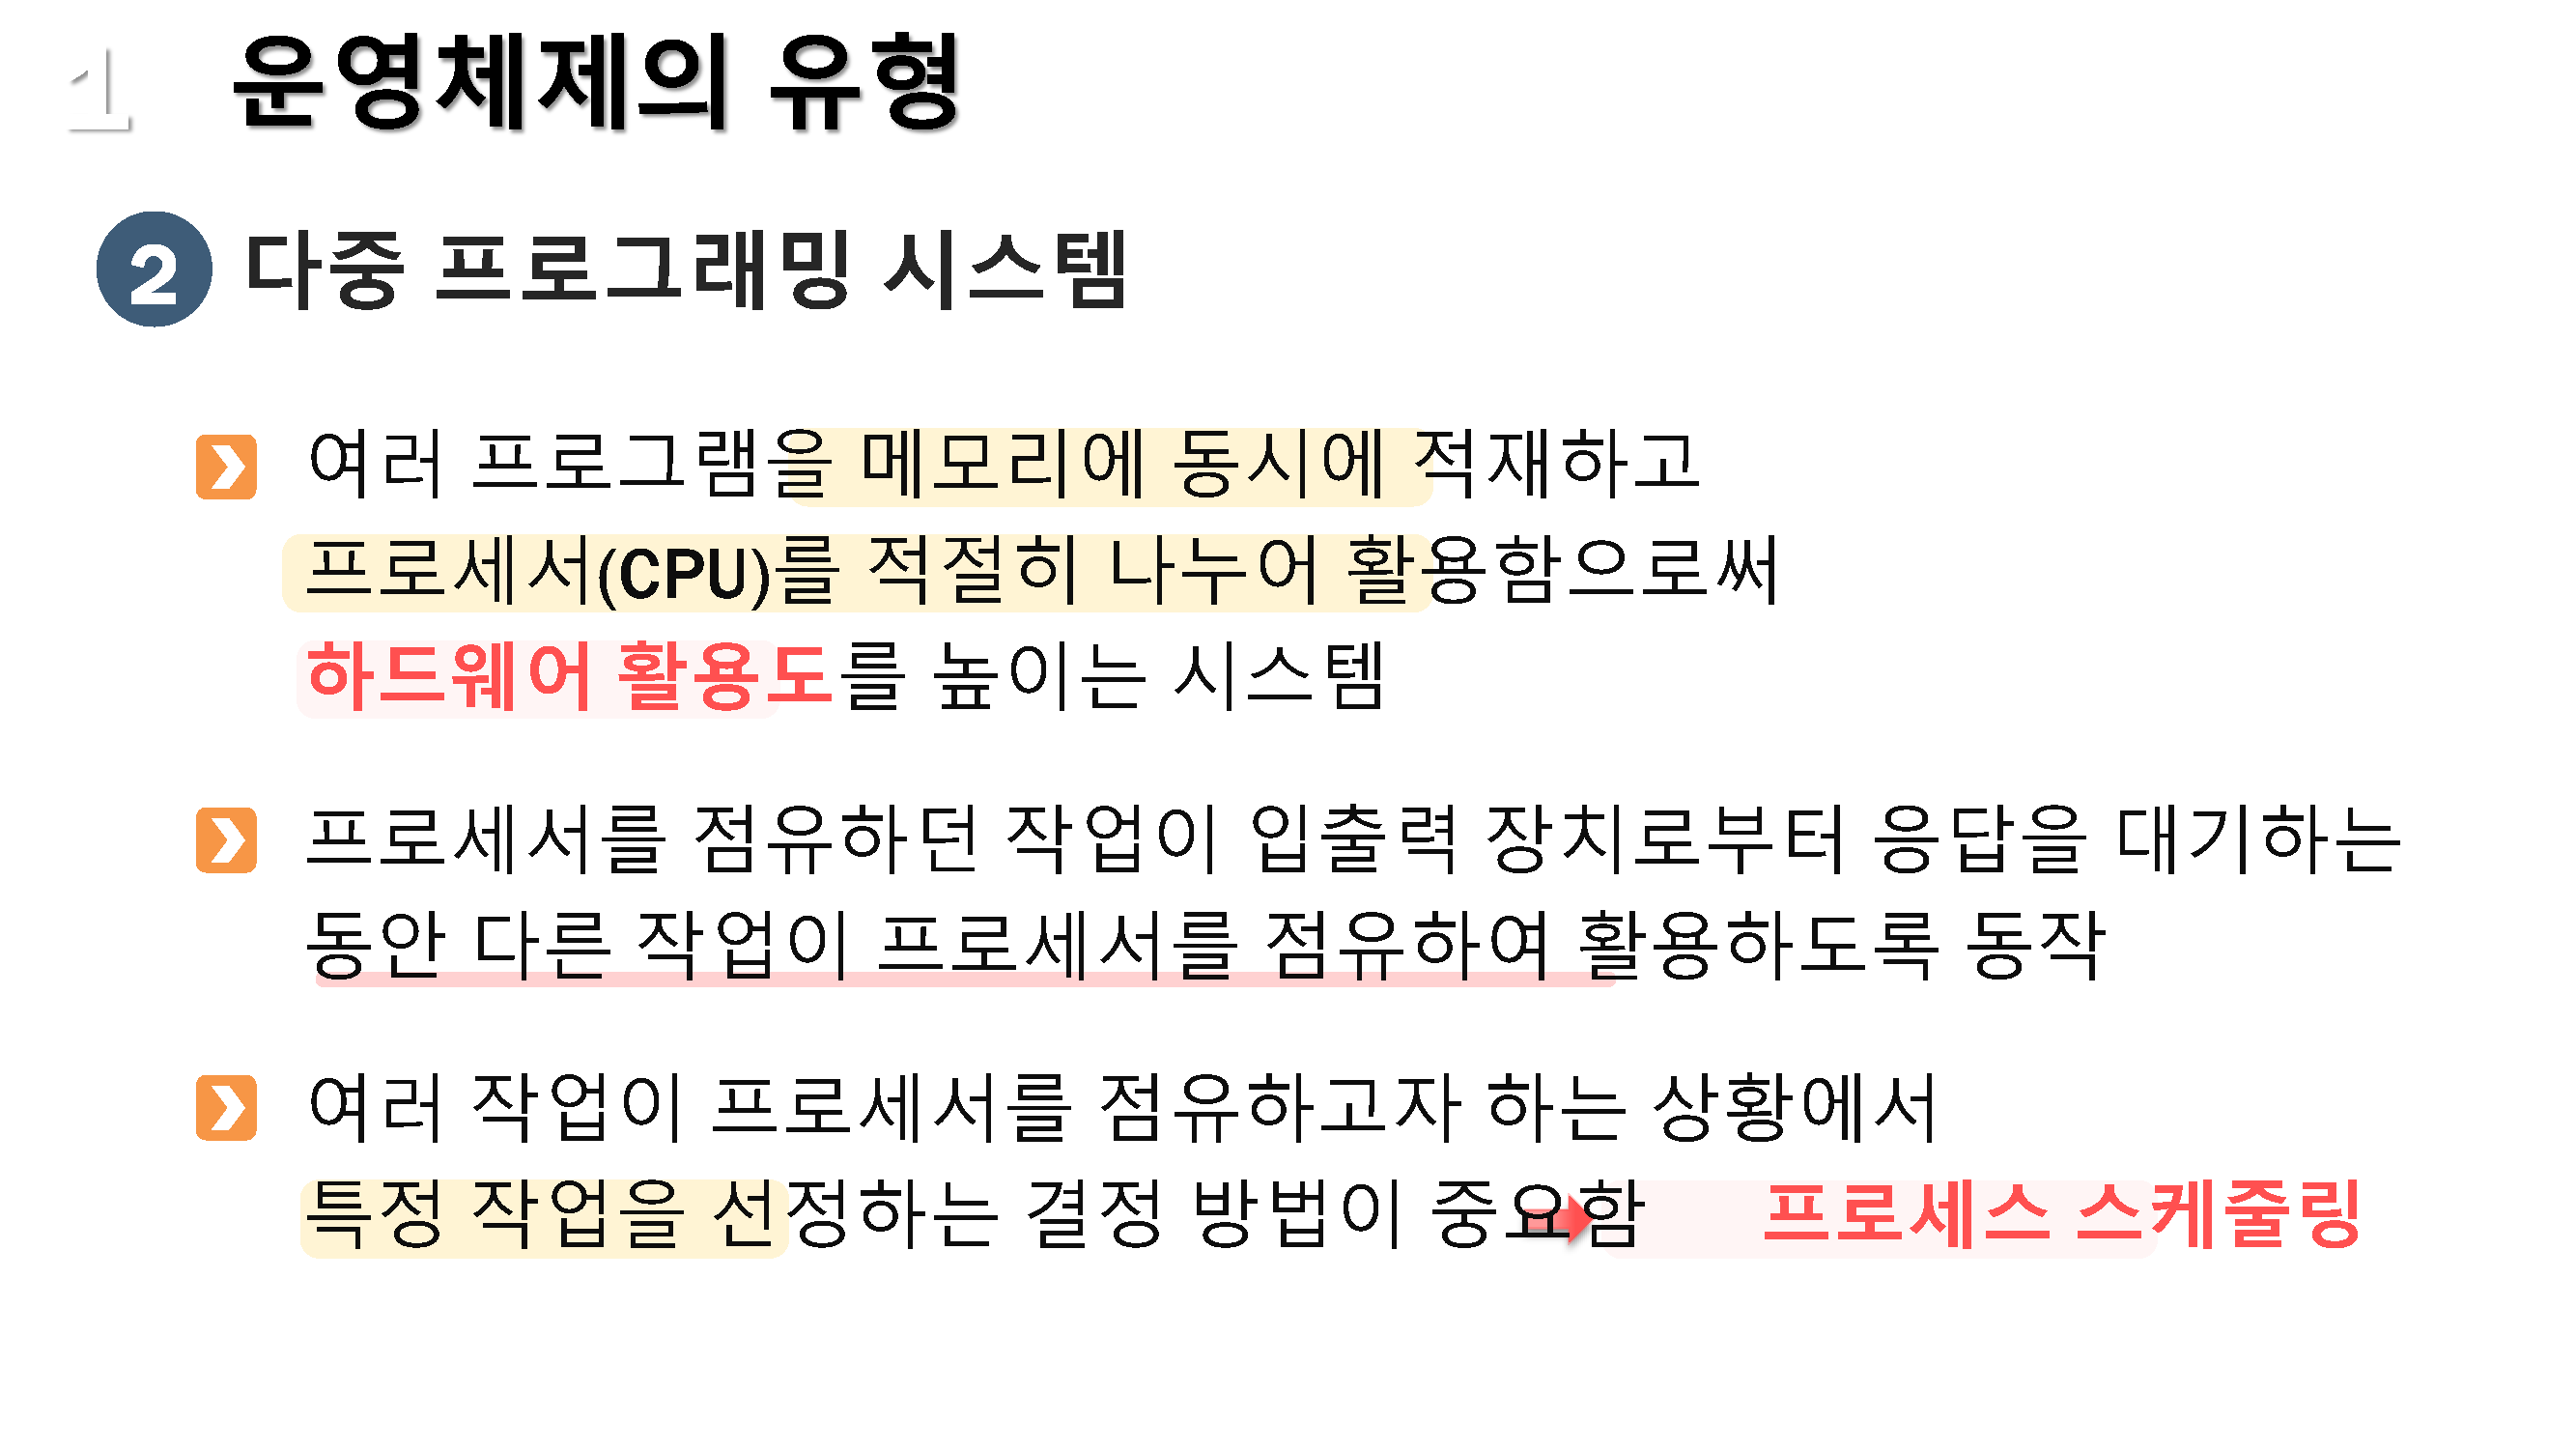 1 운영체제의 유형
2 다중 프로그래밍 시스템
여러 프로그램을 메모리에 동시에 적재하고
프로세서(CPU)를 적절히 나누어 활용함으로써
하드웨어 활용도를 높이는 시스템
프로세서를 점유하던 작업이 입출력 장치로부터 응답을 대기하는
동안 다른 작업이 프로세서를 점유하여 활용하도록 동작
여러 작업이 프로세서를 점유하고자 하는 상황에서
특정 작업을 선정하는 결정 방법이 중요함 프로세스 스케줄링